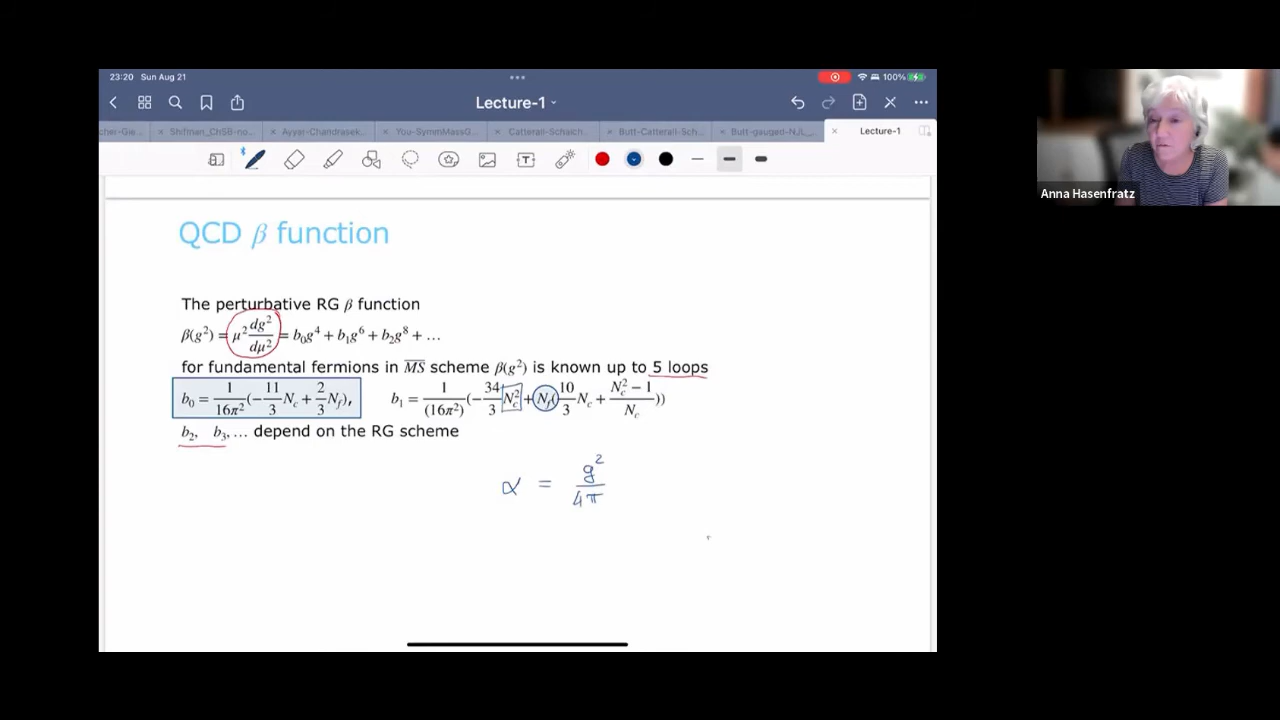 23:20 Sun Aug 21
100%
Lecture-1
cher-Gie...
Shifman_ChSB-no...
Ayyar-Chandrasek...
You-SymmMassG...
Catterall-Schaich...
Butt-Catterall-Sch...
Butt-gauged-NJL_...
Lecture-1
Anna Hasenfratz
QCD β function
The perturbative RG β function
β(g²) = μ² dg²/dμ² = b₀g⁴ + b₁g⁶ + b₂g⁸ + …
for fundamental fermions in \overline{MS} scheme β(g²) is known up to 5 loops
b₀ = 1/16π² (−11/3 N_c + 2/3 N_f), b₁ = 1/(16π²) (−34/3 N_c² + N_f(10/3 N_c + N_c² − 1/N_c))
b₂, b₃, … depend on the RG scheme
α = g²/4π